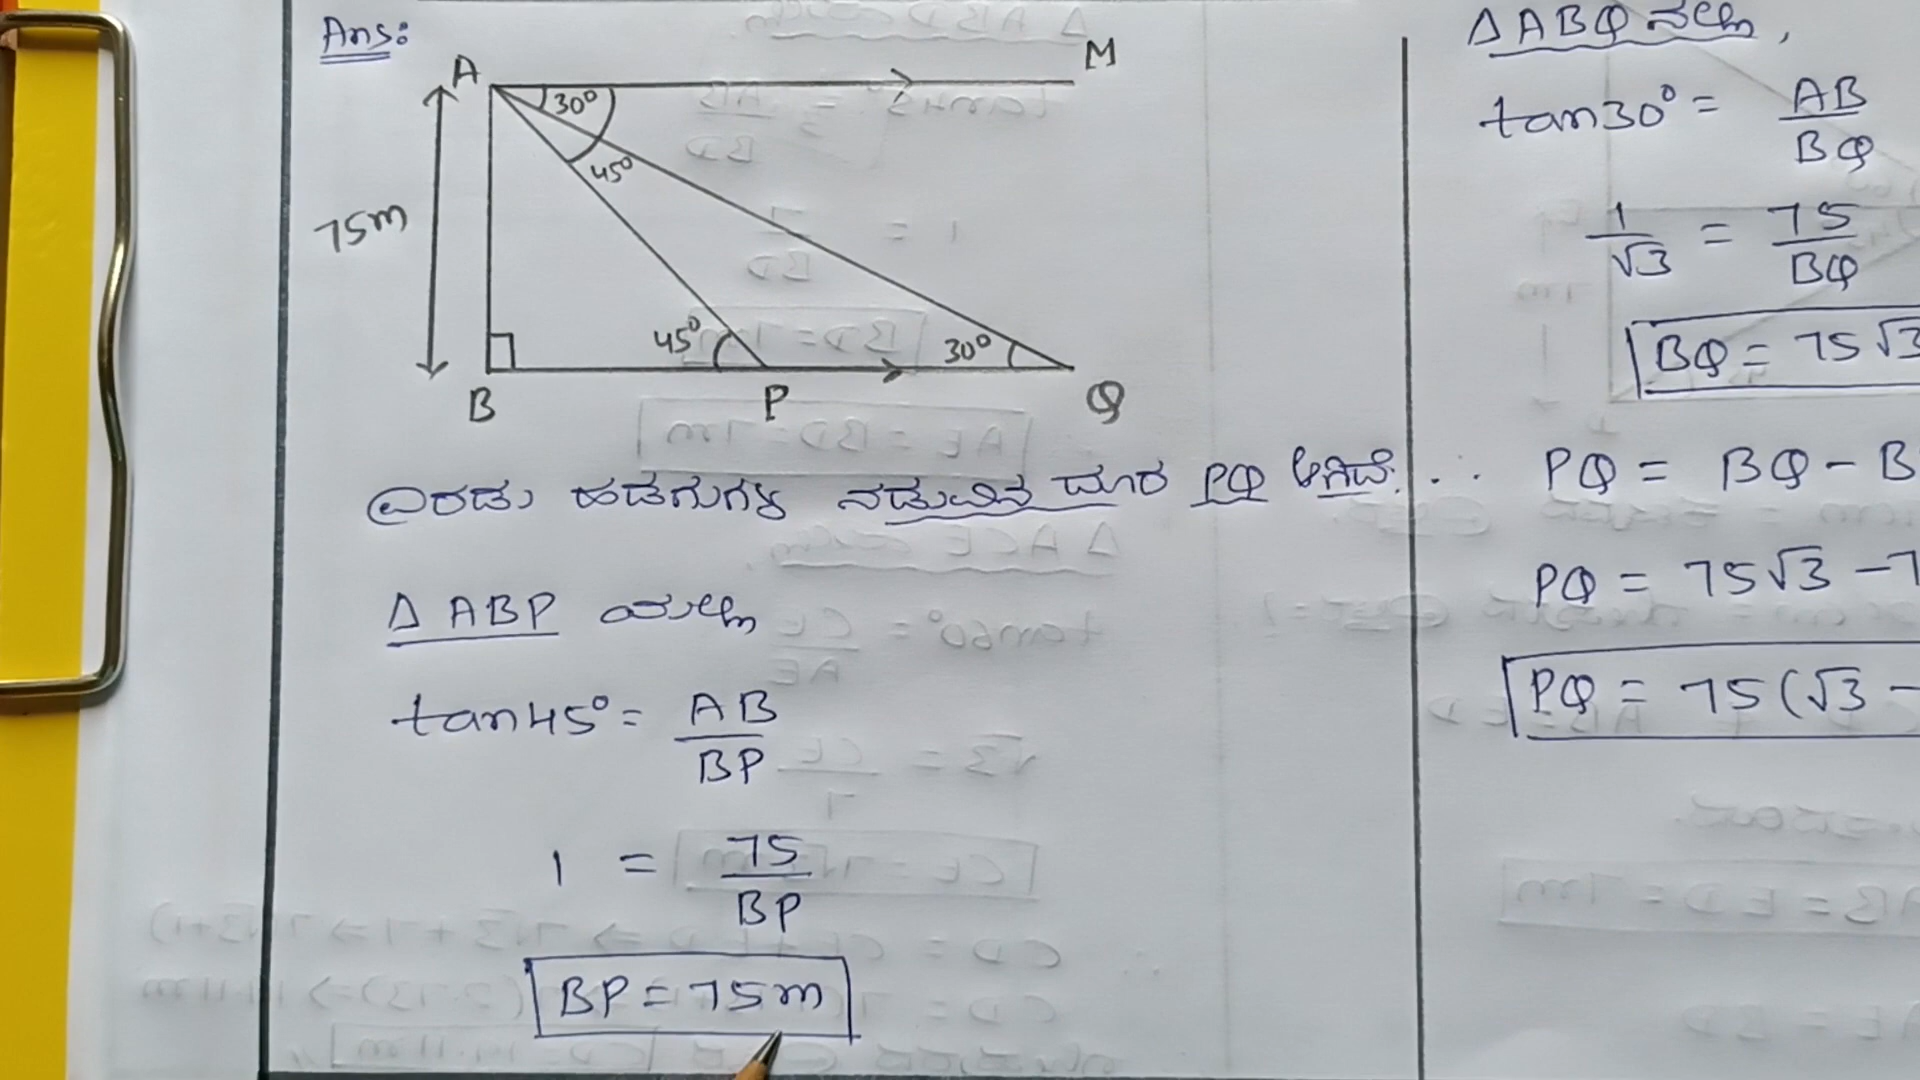 Ans:
A
M
30°
45°
75m
45°
30°
B
P
Q
ಎರಡು ಹಡಗುಗಳ ನಡುವಿನ ದೂರ PQ ಆಗಿದೆ.
Δ ABP ಯಲ್ಲಿ
tan45° = AB/BP
1 = 75/BP
BP = 75m
Δ ABQ ನಲ್ಲಿ,
tan30° = AB/BQ
1/√3 = 75/BQ
BQ = 75√3
∴ PQ = BQ - B
PQ = 75√3 - 7
PQ = 75(√3 -